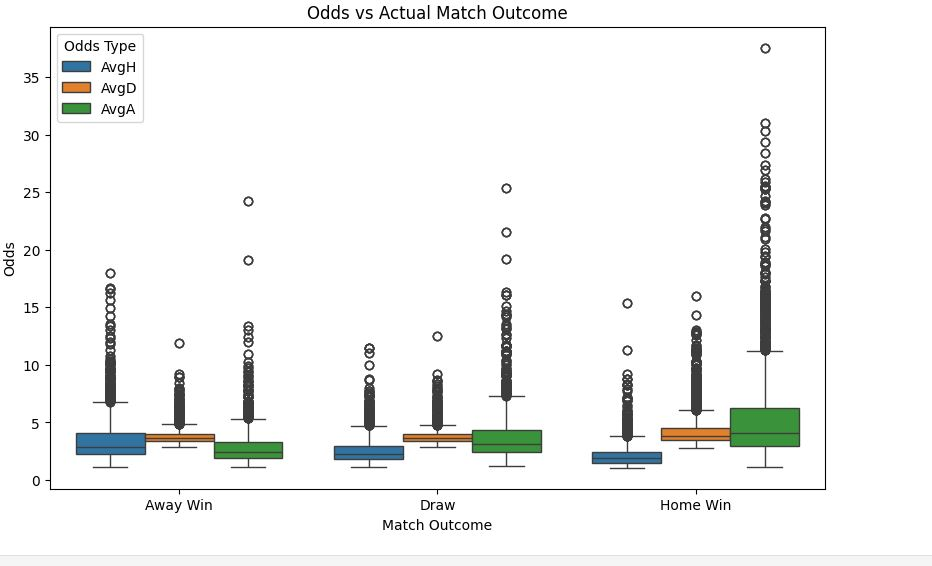 Odds vs Actual Match Outcome
Odds Type
AvgH
AvgD
AvgA
35
30
25
20
15
10
5
0
Odds
Away Win
Draw
Home Win
Match Outcome